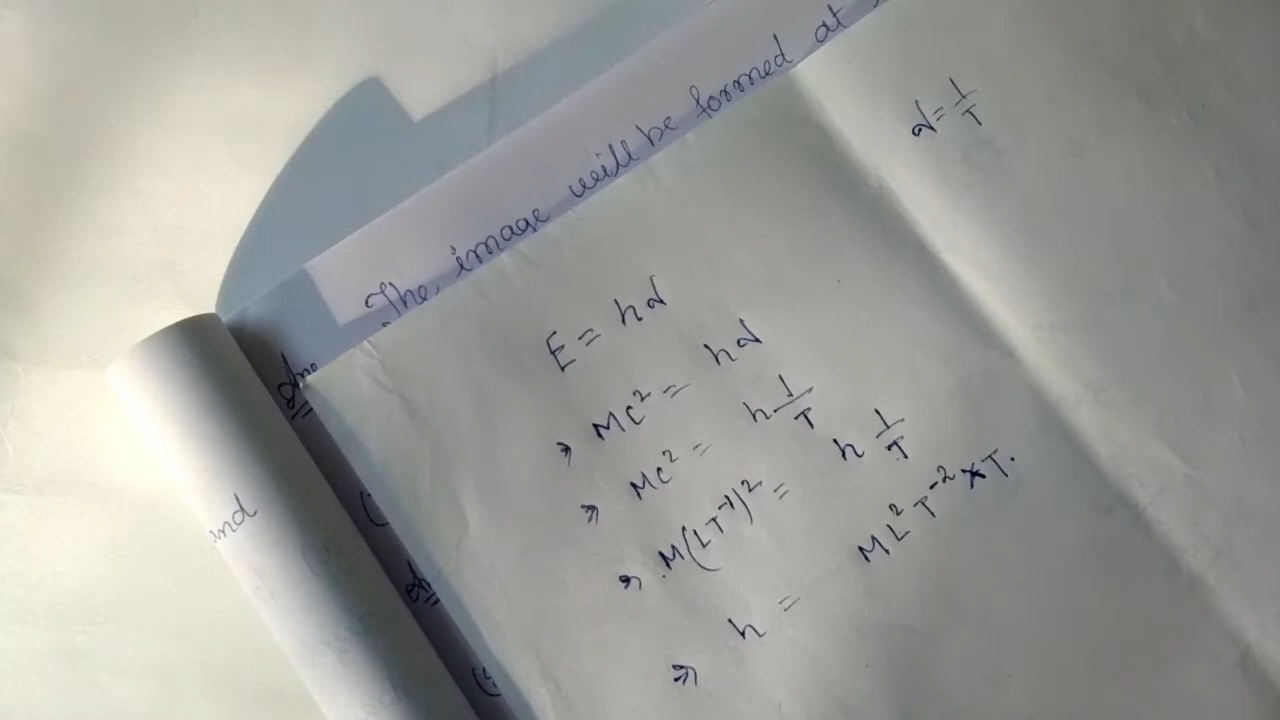 The image will be formed at
ν = 1/T
E = hν
⇒ Mc² = hν
⇒ Mc² = h 1/T
⇒ M(LT⁻¹)² = h 1/T
⇒ h = ML²T⁻² × T.
Ans
and